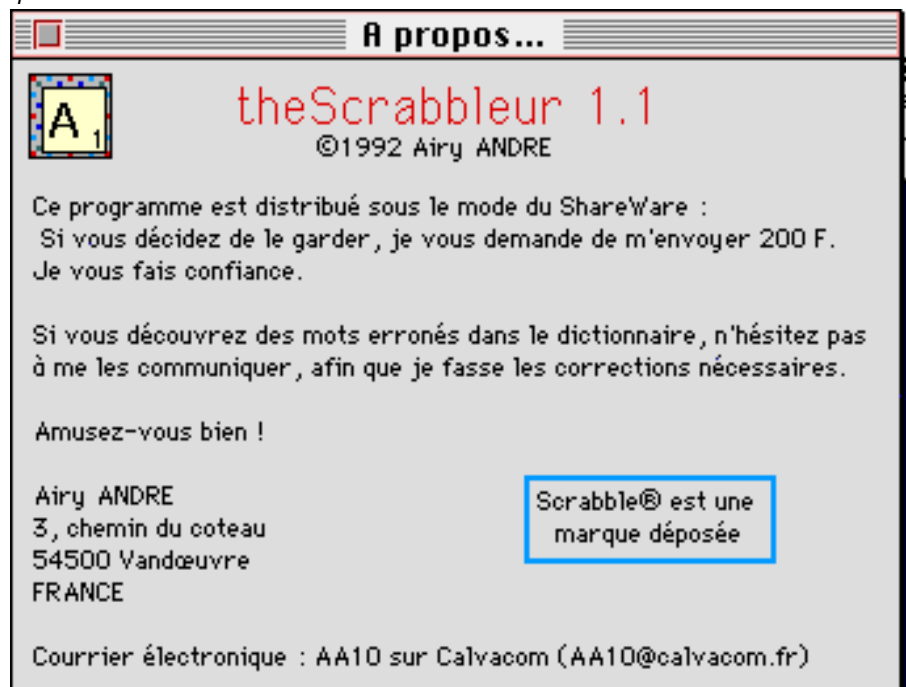 A propos...
A 1
theScrabbleur 1.1
©1992 Airy ANDRE
Ce programme est distribué sous le mode du ShareWare :
Si vous décidez de le garder, je vous demande de m'envoyer 200 F.
Je vous fais confiance.
Si vous découvrez des mots erronés dans le dictionnaire, n'hésitez pas
à me les communiquer, afin que je fasse les corrections nécessaires.
Amusez-vous bien !
Airy ANDRE
3, chemin du coteau
54500 Vandœuvre
FRANCE
Scrabble® est une
marque déposée
Courrier électronique : AA10 sur Calvacom (AA10@calvacom.fr)